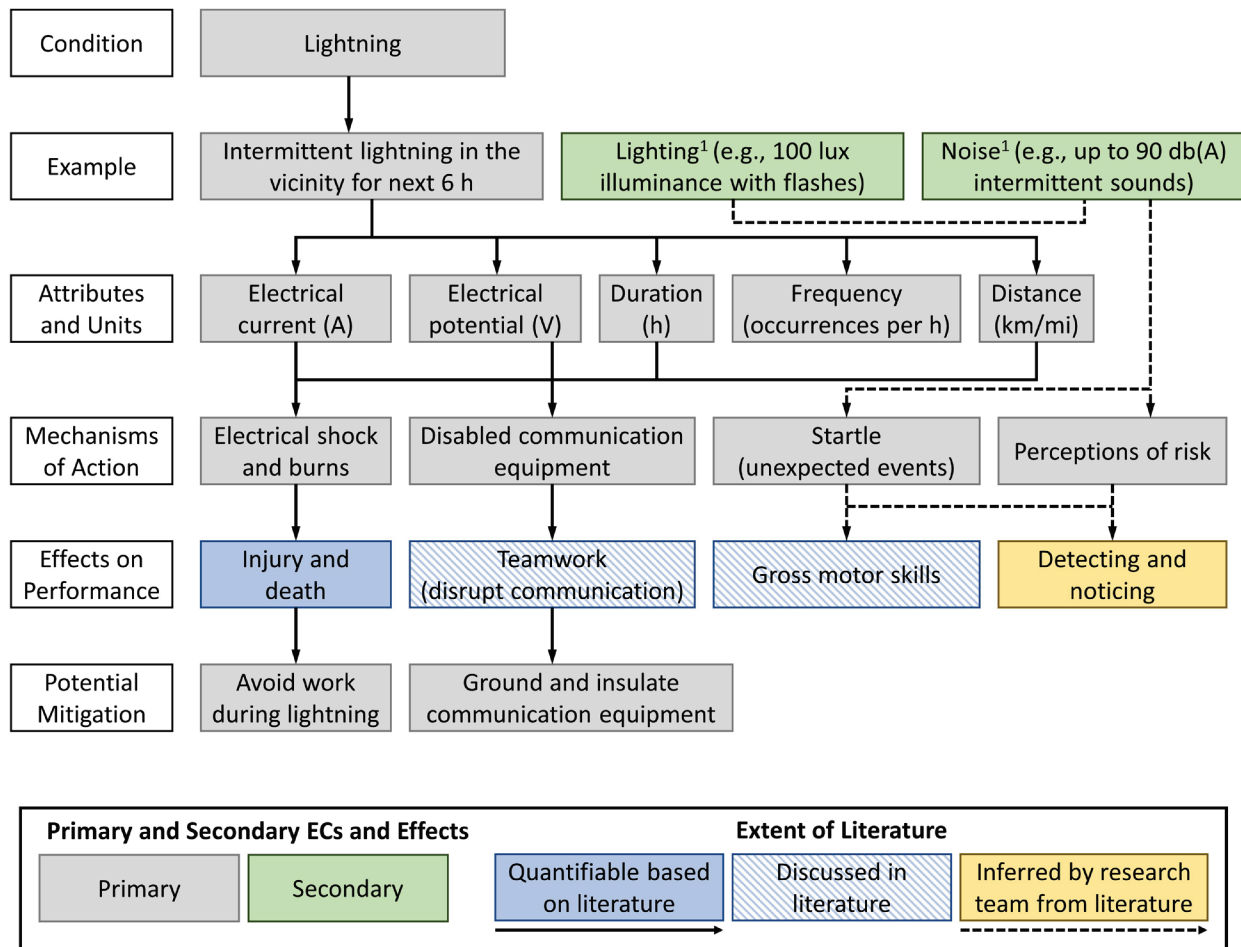 Condition
Lightning
Example
Intermittent lightning in the
vicinity for next 6 h
Lighting¹ (e.g., 100 lux
illuminance with flashes)
Noise¹ (e.g., up to 90 db(A)
intermittent sounds)
Attributes
and Units
Electrical
current (A)
Electrical
potential (V)
Duration
(h)
Frequency
(occurrences per h)
Distance
(km/mi)
Mechanisms
of Action
Electrical shock
and burns
Disabled communication
equipment
Startle
(unexpected events)
Perceptions of risk
Effects on
Performance
Injury and
death
Teamwork
(disrupt communication)
Gross motor skills
Detecting and
noticing
Potential
Mitigation
Avoid work
during lightning
Ground and insulate
communication equipment
Primary and Secondary ECs and Effects
Primary
Secondary
Extent of Literature
Quantifiable based
on literature
Discussed in
literature
Inferred by research
team from literature